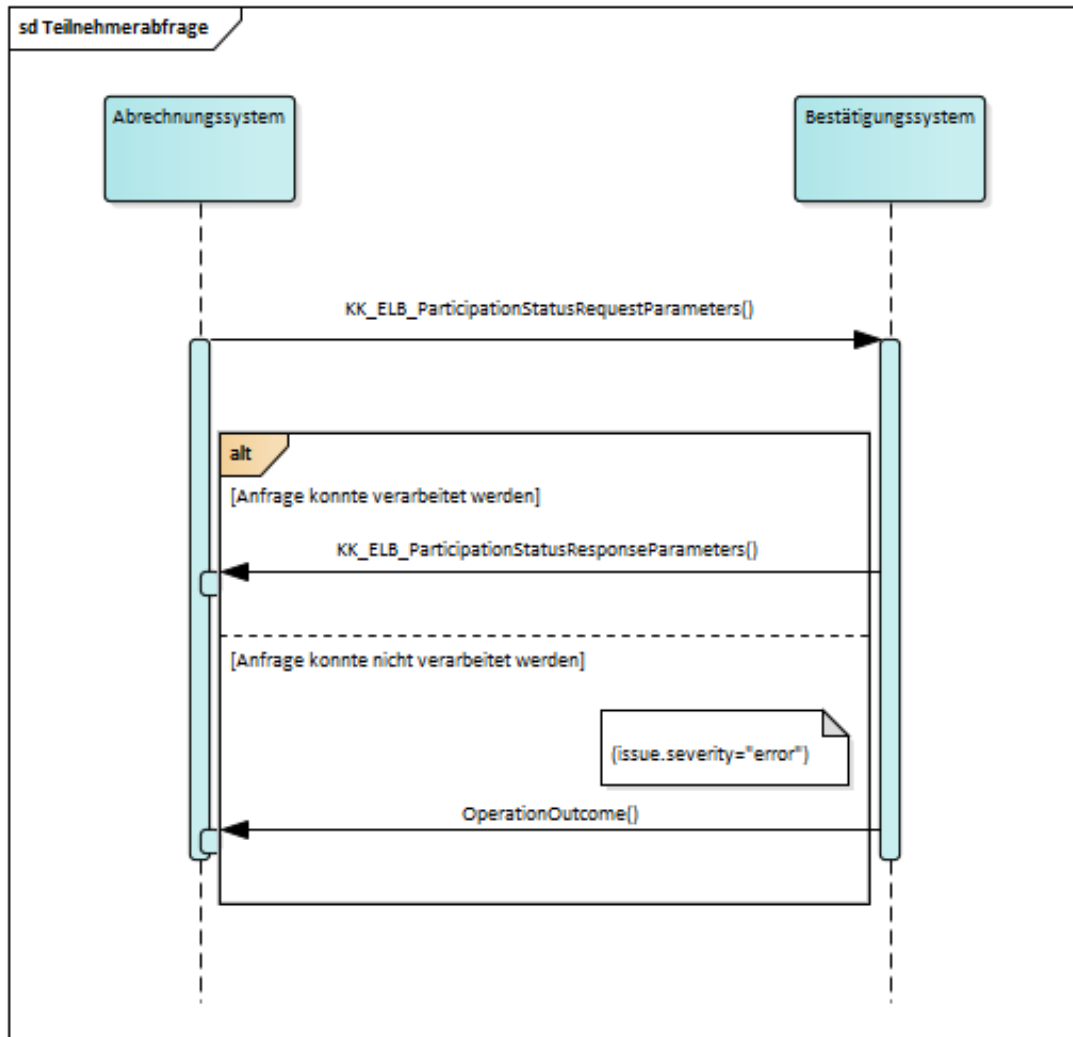 sd Teilnehmerabfrage
Abrechnungssystem
Bestätigungssystem
KK_ELB_ParticipationStatusRequestParameters()
alt
[Anfrage konnte verarbeitet werden]
KK_ELB_ParticipationStatusResponseParameters()
[Anfrage konnte nicht verarbeitet werden]
(issue.severity="error")
OperationOutcome()